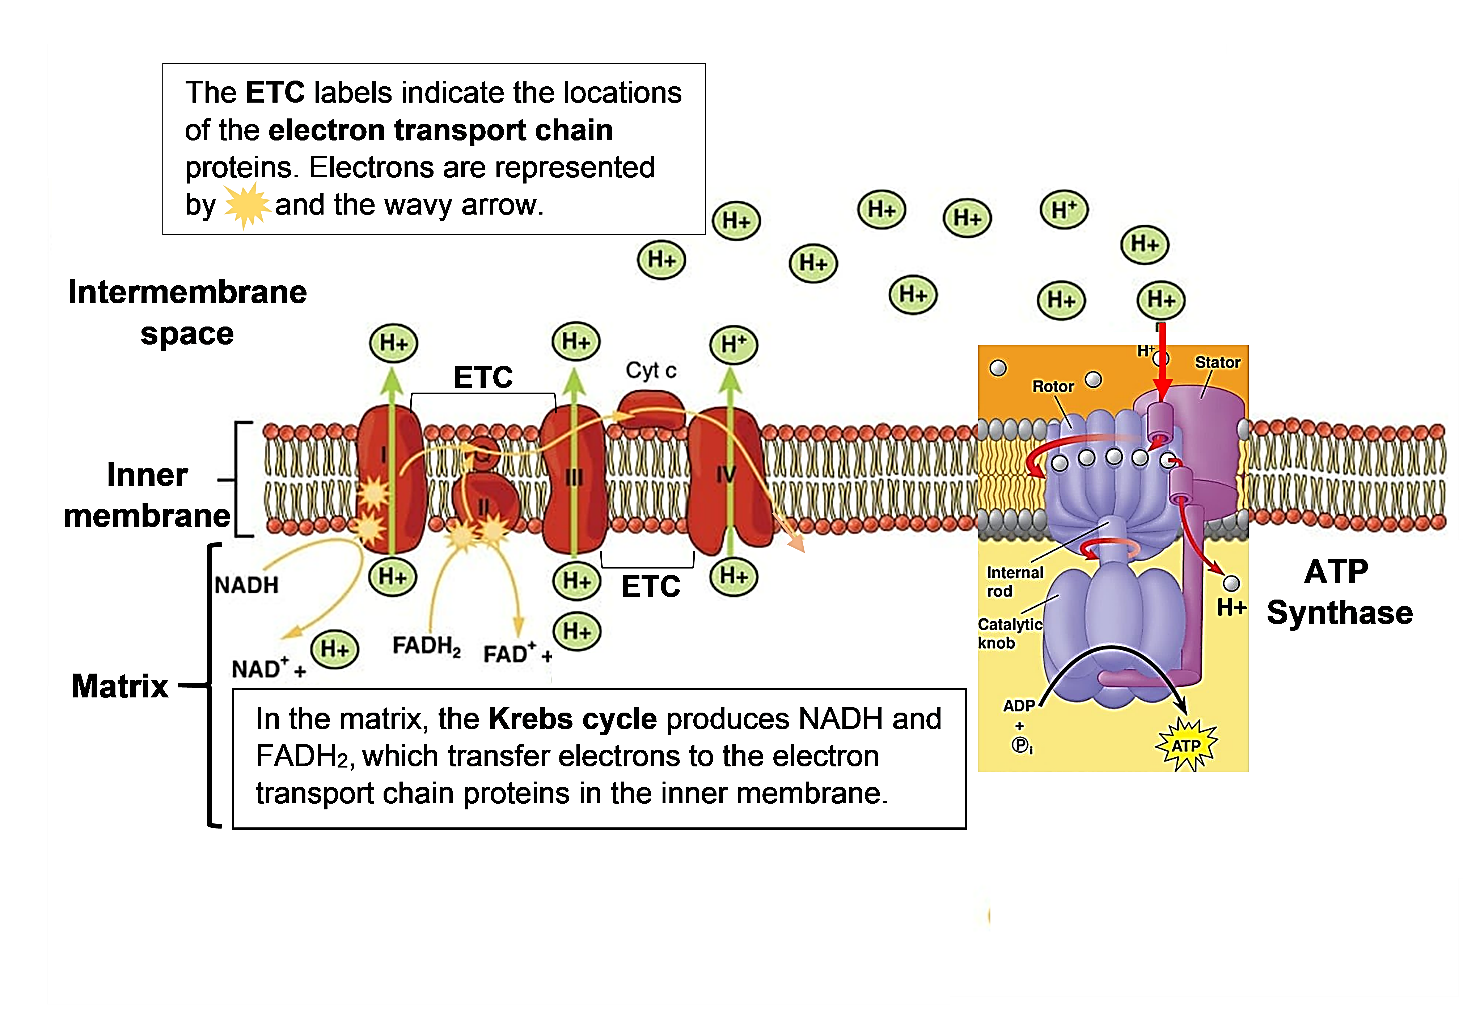 The ETC labels indicate the locations
of the electron transport chain
proteins. Electrons are represented
by and the wavy arrow.
H+
H+
H+
H+
H+
H+
H+
H+
H+
H+
Intermembrane
space
H+
H+
H+
ETC
Cyt c
H+
Rotor
Stator
Inner
membrane
I
Q
II
III
IV
NADH
H+
H+
H+
ETC
Internal
rod
H+
ATP
Synthase
NAD+ +
H+
FADH2
FAD+ +
H+
Catalytic
knob
Matrix
In the matrix, the Krebs cycle produces NADH and
FADH2, which transfer electrons to the electron
transport chain proteins in the inner membrane.
ADP
+
Pi
ATP